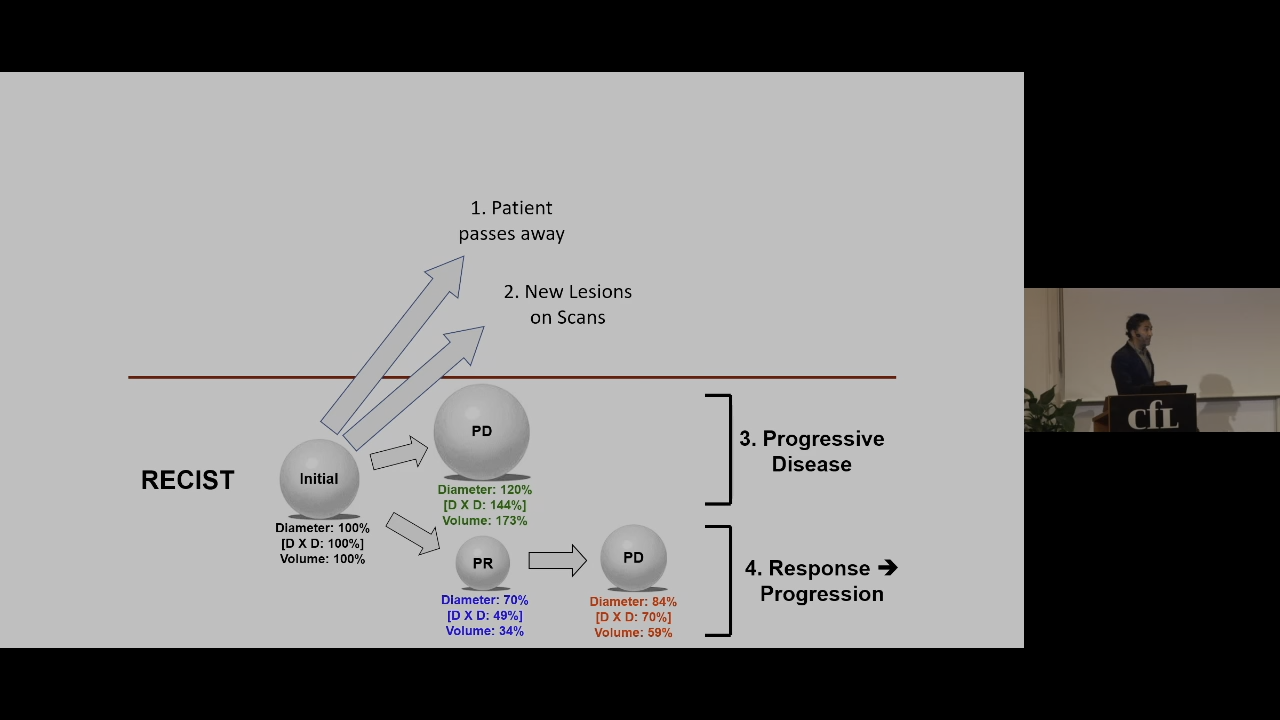 1. Patient
passes away
2. New Lesions
on Scans
RECIST
Initial
Diameter: 100%
[D X D: 100%]
Volume: 100%
PD
Diameter: 120%
[D X D: 144%]
Volume: 173%
PR
Diameter: 70%
[D X D: 49%]
Volume: 34%
PD
Diameter: 84%
[D X D: 70%]
Volume: 59%
3. Progressive
Disease
4. Response ➔
Progression
cfL